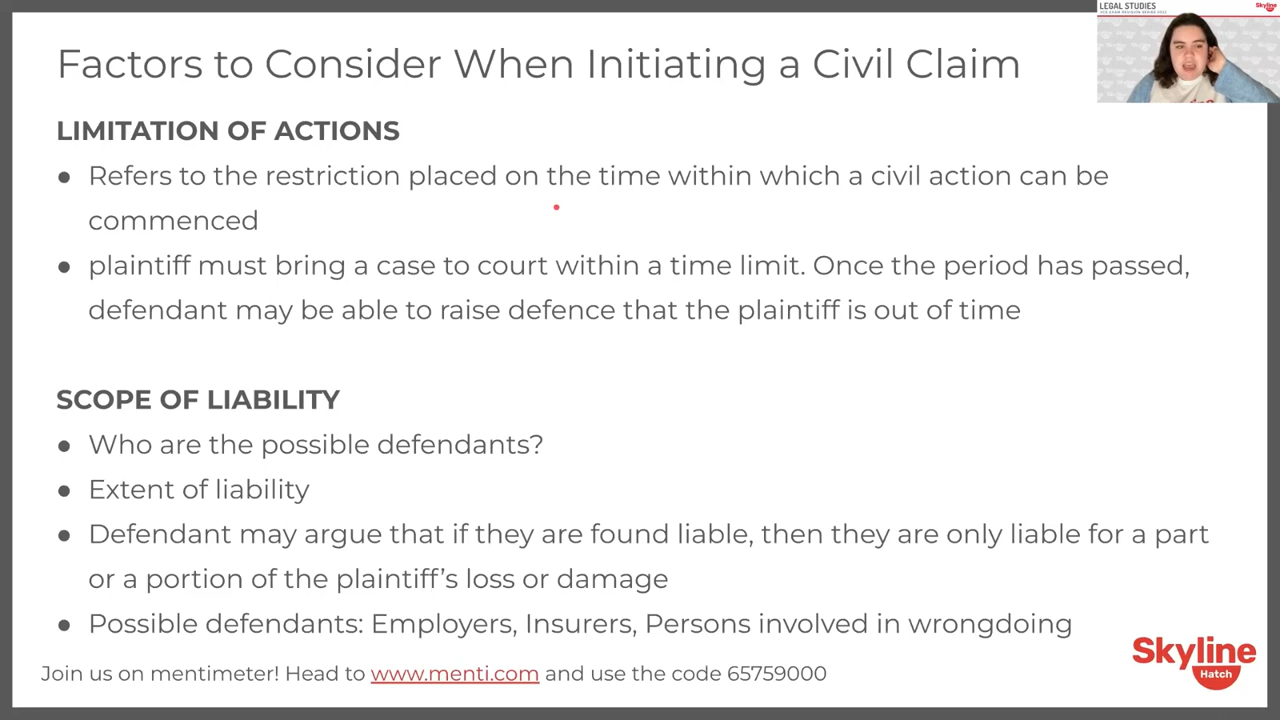 LEGAL STUDIES
VCE EXAM REVISION SERIES 2022
Skyline
Factors to Consider When Initiating a Civil Claim
LIMITATION OF ACTIONS
● Refers to the restriction placed on the time within which a civil action can be
commenced
● plaintiff must bring a case to court within a time limit. Once the period has passed,
defendant may be able to raise defence that the plaintiff is out of time
SCOPE OF LIABILITY
● Who are the possible defendants?
● Extent of liability
● Defendant may argue that if they are found liable, then they are only liable for a part
or a portion of the plaintiff's loss or damage
● Possible defendants: Employers, Insurers, Persons involved in wrongdoing
Join us on mentimeter! Head to www.menti.com and use the code 65759000
Skyline
Hatch